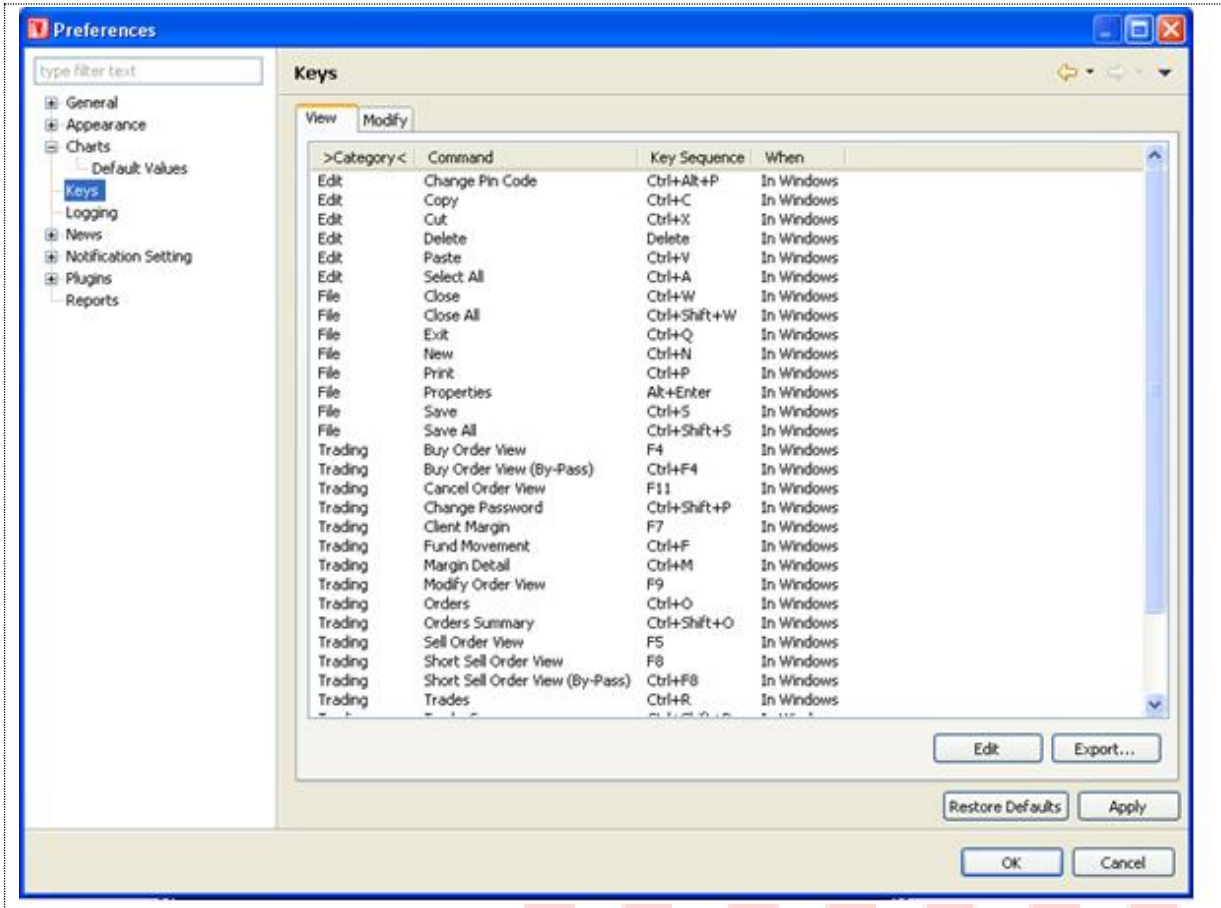 Preferences
type filter text
General
Appearance
Charts
Default Values
Keys
Logging
News
Notification Setting
Plugins
Reports
Keys
View Modify
>Category< Command Key Sequence When
Edit Change Pin Code Ctrl+Alt+P In Windows
Edit Copy Ctrl+C In Windows
Edit Cut Ctrl+X In Windows
Edit Delete Delete In Windows
Edit Paste Ctrl+V In Windows
Edit Select All Ctrl+A In Windows
File Close Ctrl+W In Windows
File Close All Ctrl+Shift+W In Windows
File Exit Ctrl+Q In Windows
File New Ctrl+N In Windows
File Print Ctrl+P In Windows
File Properties Alt+Enter In Windows
File Save Ctrl+S In Windows
File Save All Ctrl+Shift+S In Windows
Trading Buy Order View F4 In Windows
Trading Buy Order View (By-Pass) Ctrl+F4 In Windows
Trading Cancel Order View F11 In Windows
Trading Change Password Ctrl+Shift+P In Windows
Trading Client Margin F7 In Windows
Trading Fund Movement Ctrl+F In Windows
Trading Margin Detail Ctrl+M In Windows
Trading Modify Order View F9 In Windows
Trading Orders Ctrl+O In Windows
Trading Orders Summary Ctrl+Shift+O In Windows
Trading Sell Order View F5 In Windows
Trading Short Sell Order View F8 In Windows
Trading Short Sell Order View (By-Pass) Ctrl+F8 In Windows
Trading Trades Ctrl+R In Windows
Edit Export...
Restore Defaults Apply
OK Cancel